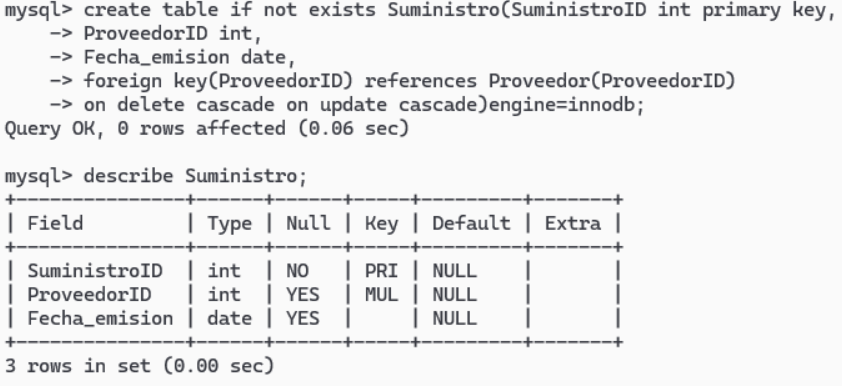 mysql> create table if not exists Suministro(SuministroID int primary key,
    -> ProveedorID int,
    -> Fecha_emision date,
    -> foreign key(ProveedorID) references Proveedor(ProveedorID)
    -> on delete cascade on update cascade)engine=innodb;
Query OK, 0 rows affected (0.06 sec)

mysql> describe Suministro;
+---------------+------+------+-----+---------+-------+
| Field         | Type | Null | Key | Default | Extra |
+---------------+------+------+-----+---------+-------+
| SuministroID  | int  | NO   | PRI | NULL    |       |
| ProveedorID   | int  | YES  | MUL | NULL    |       |
| Fecha_emision | date | YES  |     | NULL    |       |
+---------------+------+------+-----+---------+-------+
3 rows in set (0.00 sec)